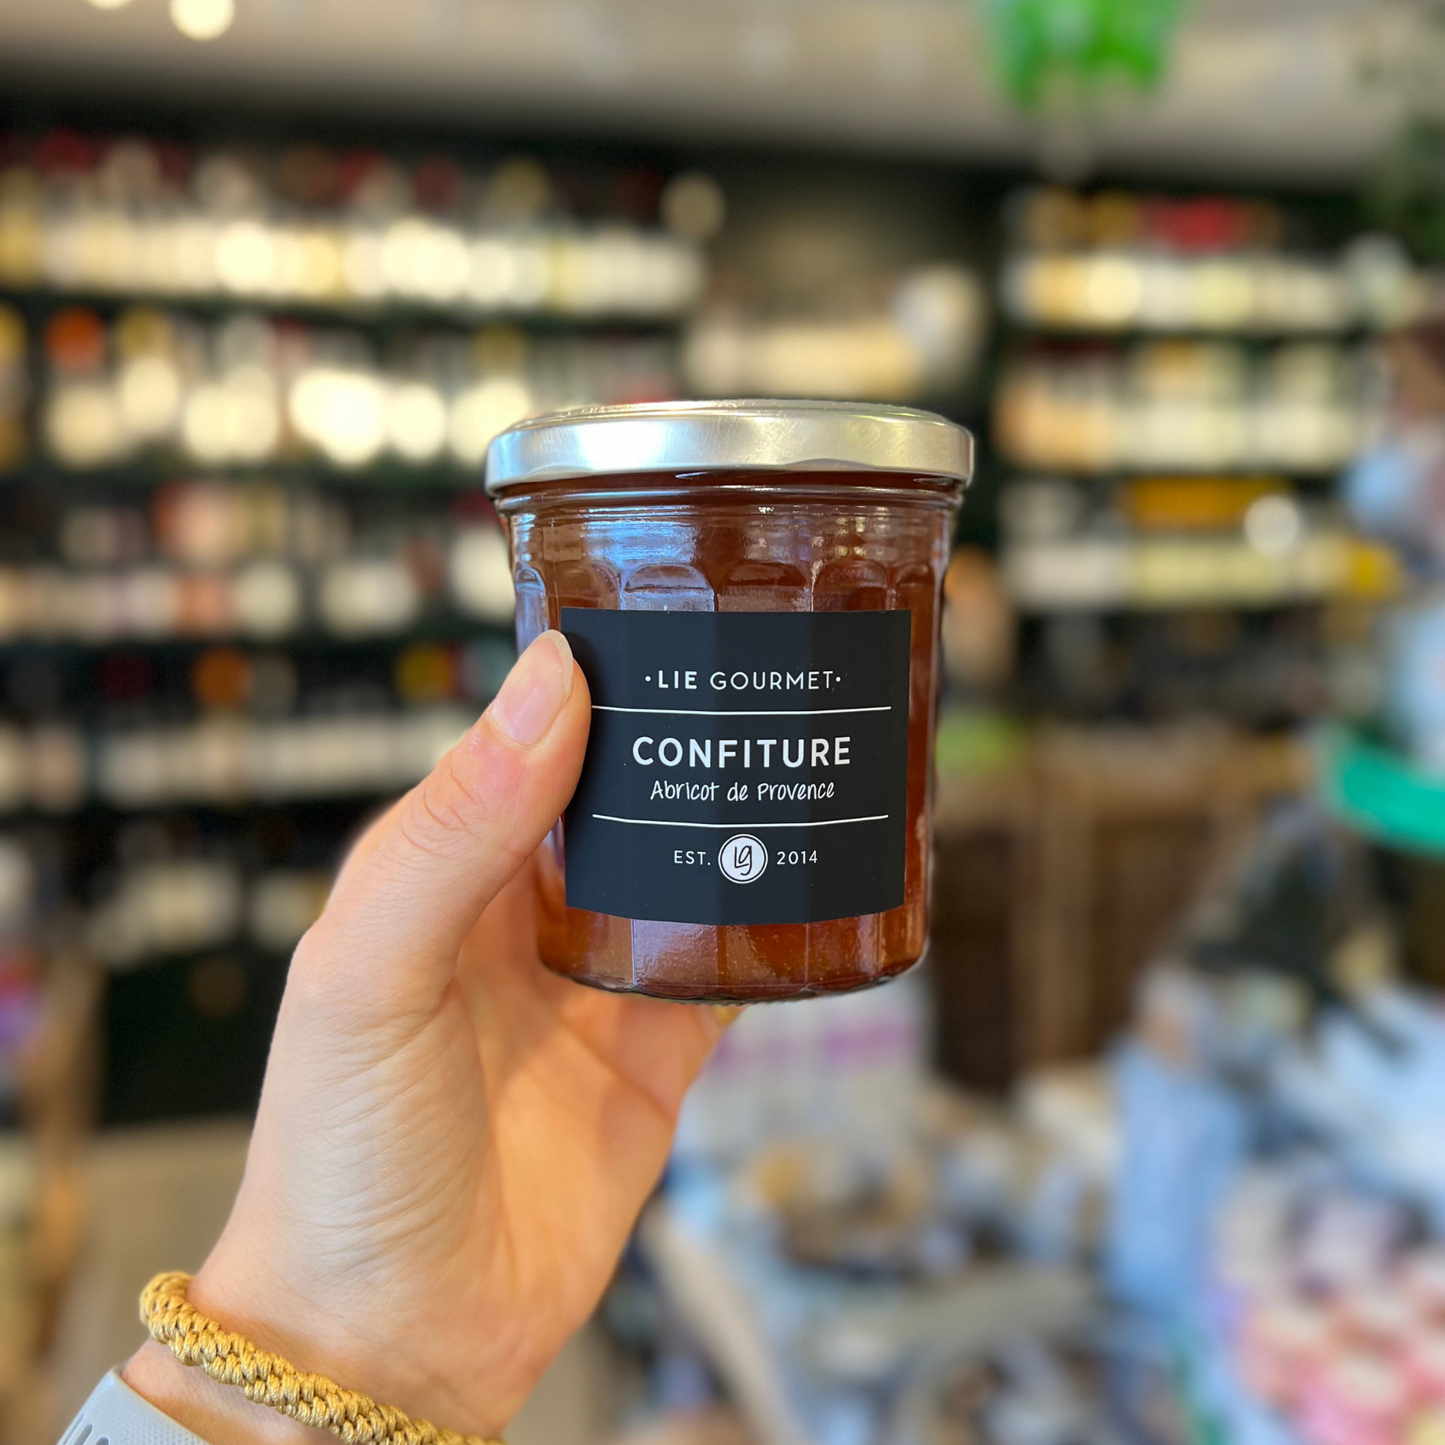 ·LIE GOURMET·
CONFITURE
Abricot de Provence
EST. lg 2014